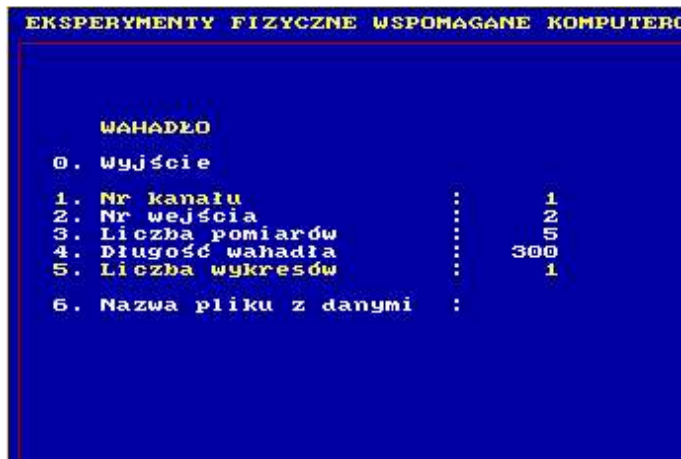 EKSPERYMENTY FIZYCZNE WSPOMAGANE KOMPUTERO
WAHADŁO
0. Wyjście
1. Nr kanału : 1
2. Nr wejścia : 2
3. Liczba pomiarów : 5
4. Długość wahadła : 300
5. Liczba wykresów : 1
6. Nazwa pliku z danymi :